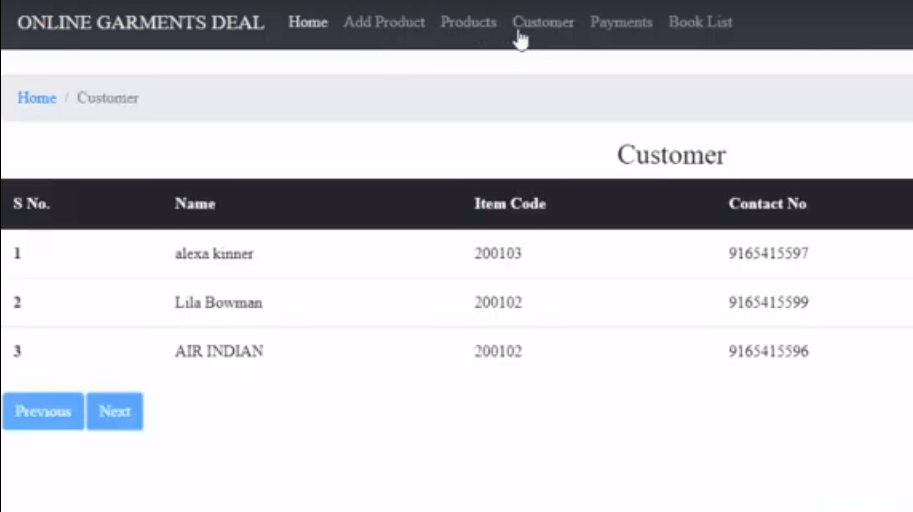 ONLINE GARMENTS DEAL Home Add Product Products Customer Payments Book List
Home / Customer
Customer
S No. Name Item Code Contact No
1 alexa kinner 200103 9165415597
2 Lila Bowman 200102 9165415599
3 AIR INDIAN 200102 9165415596
Previous Next